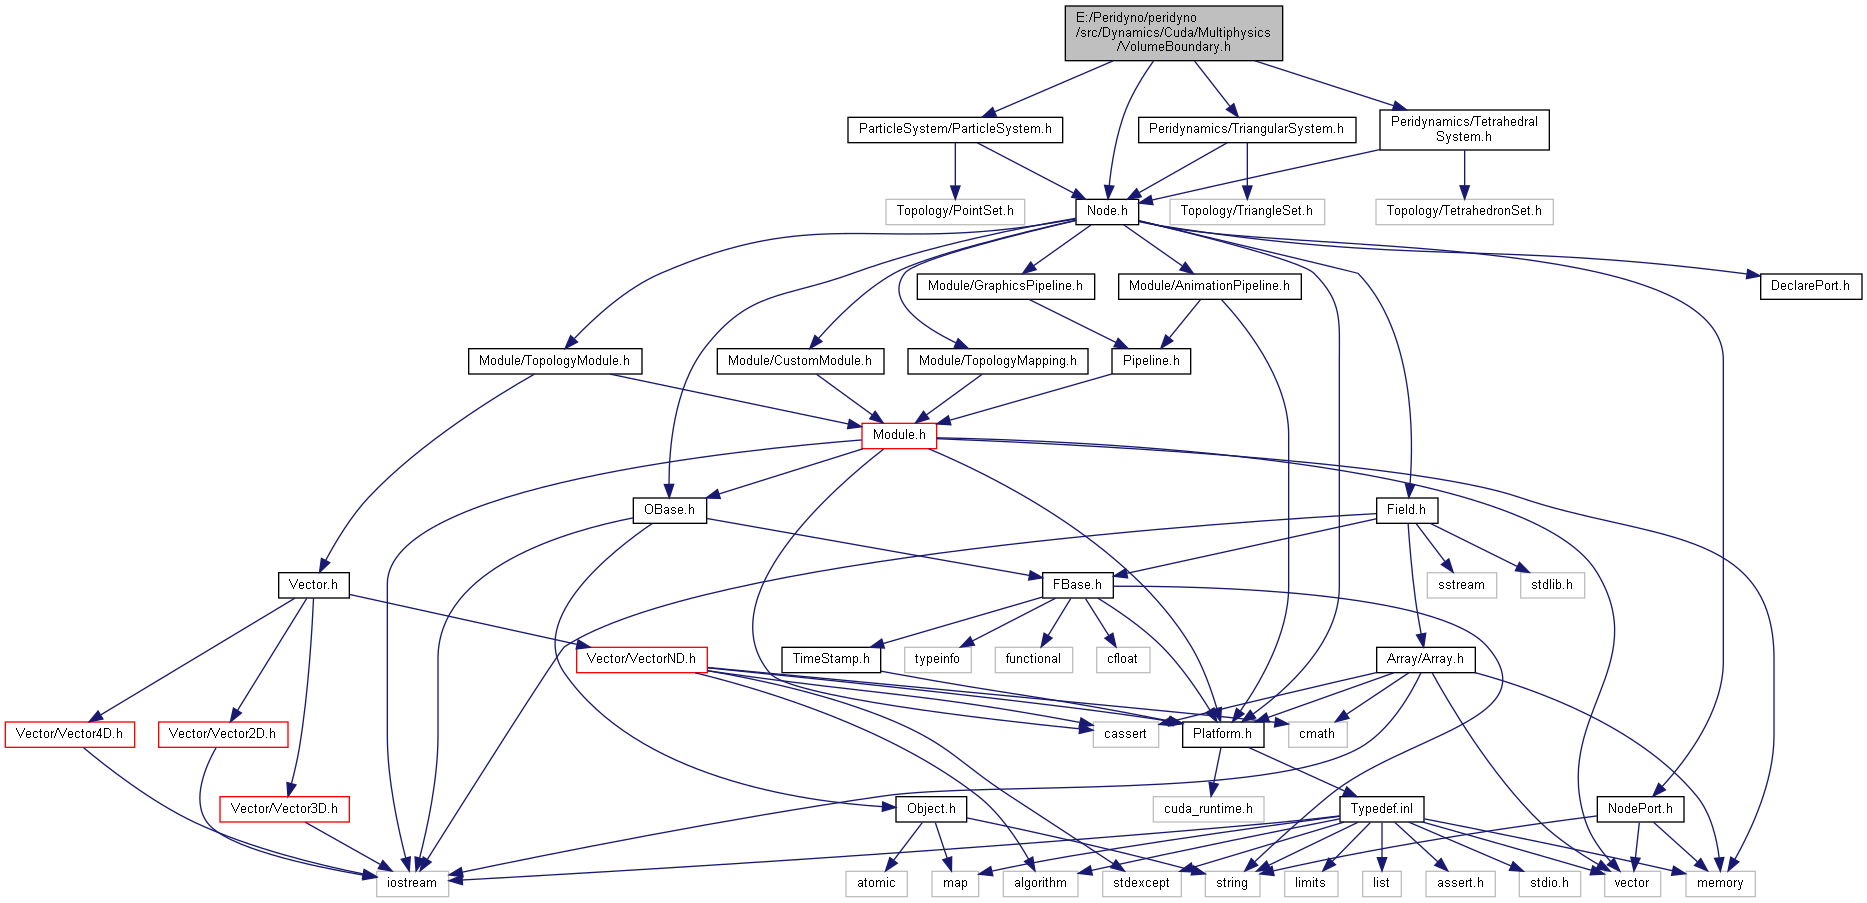 E:/Peridyno/peridyno
/src/Dynamics/Cuda/Multiphysics
/VolumeBoundary.h
ParticleSystem/ParticleSystem.h
Peridynamics/TriangularSystem.h
Peridynamics/Tetrahedral
System.h
Topology/PointSet.h
Node.h
Topology/TriangleSet.h
Topology/TetrahedronSet.h
Module/GraphicsPipeline.h
Module/AnimationPipeline.h
DeclarePort.h
Module/TopologyModule.h
Module/CustomModule.h
Module/TopologyMapping.h
Pipeline.h
Module.h
OBase.h
Field.h
Vector.h
FBase.h
sstream
stdlib.h
Vector/VectorND.h
TimeStamp.h
typeinfo
functional
cfloat
Array/Array.h
Vector/Vector4D.h
Vector/Vector2D.h
cassert
Platform.h
cmath
Vector/Vector3D.h
Object.h
cuda_runtime.h
Typedef.inl
NodePort.h
iostream
atomic
map
algorithm
stdexcept
string
limits
list
assert.h
stdio.h
vector
memory